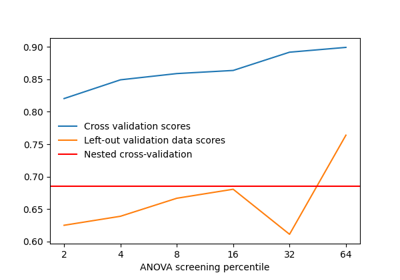 0.90
0.85
0.80
0.75
0.70
0.65
0.60
Cross validation scores
Left-out validation data scores
Nested cross-validation
2 4 8 16 32 64
ANOVA screening percentile